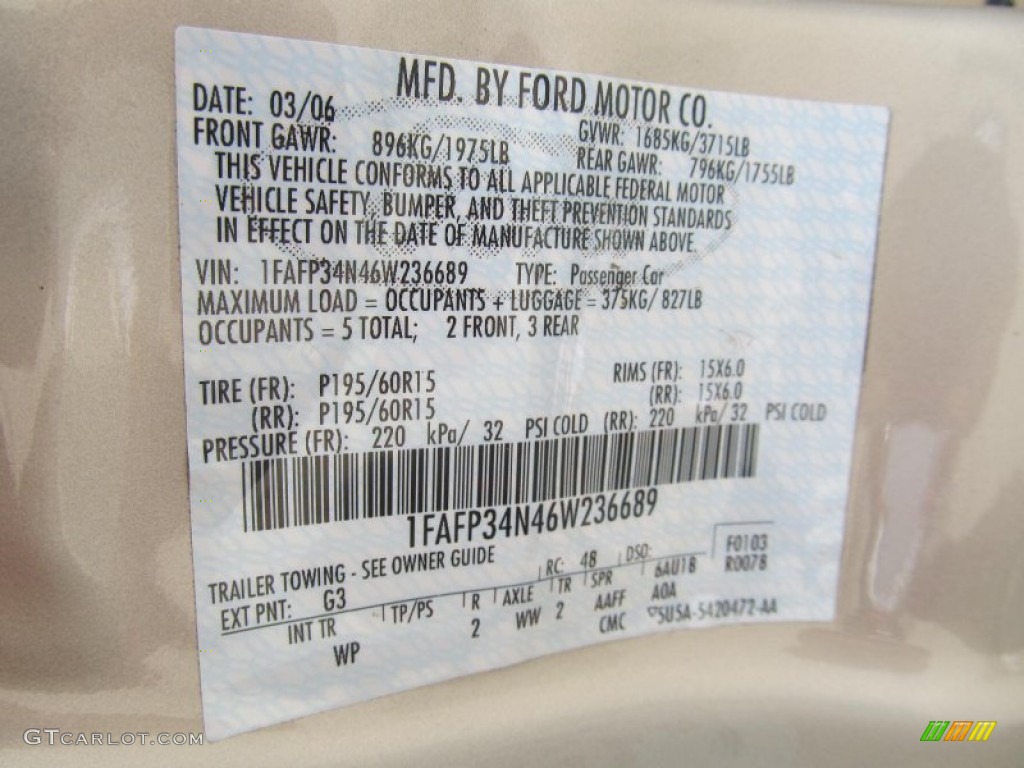 MFD. BY FORD MOTOR CO.
DATE: 03/06 GVWR: 1685KG/3715LB
FRONT GAWR: 896KG/1975LB REAR GAWR: 796KG/1755LB
THIS VEHICLE CONFORMS TO ALL APPLICABLE FEDERAL MOTOR
VEHICLE SAFETY, BUMPER, AND THEFT PREVENTION STANDARDS
IN EFFECT ON THE DATE OF MANUFACTURE SHOWN ABOVE.
VIN: 1FAFP34N46W236689 TYPE: Passenger Car
MAXIMUM LOAD = OCCUPANTS + LUGGAGE = 375KG/ 827LB
OCCUPANTS = 5 TOTAL; 2 FRONT, 3 REAR
TIRE (FR): P195/60R15 RIMS (FR): 15X6.0
(RR): P195/60R15 (RR): 15X6.0
PRESSURE (FR): 220 kPa/ 32 PSI COLD (RR): 220 kPa/ 32 PSI COLD
1FAFP34N46W236689
TRAILER TOWING - SEE OWNER GUIDE RC: 48 DSO: F0103
EXT PNT: G3 6AU1B R0078
INT TR TP/PS R AXLE TR SPR A0A
WP 2 WW 2 AAFF
CMC 5U5A-5420472-AA
GTCARLOT.COM